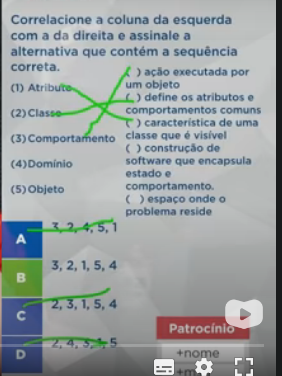 Correlacione a coluna da esquerda
com a da direita e assinale a
alternativa que contém a sequência
correta.
(1) Atributo
(2) Classe
(3) Comportamento
(4) Domínio
(5) Objeto
( ) ação executada por
um objeto
( ) define os atributos e
comportamentos comuns
( ) característica de uma
classe que é visível
( ) construção de
software que encapsula
estado e
comportamento.
( ) espaço onde o
problema reside
A 3, 2, 4, 5, 1
B 3, 2, 1, 5, 4
C 2, 3, 1, 5, 4
D 2, 4, 3, 1, 5
Patrocínio
+nome